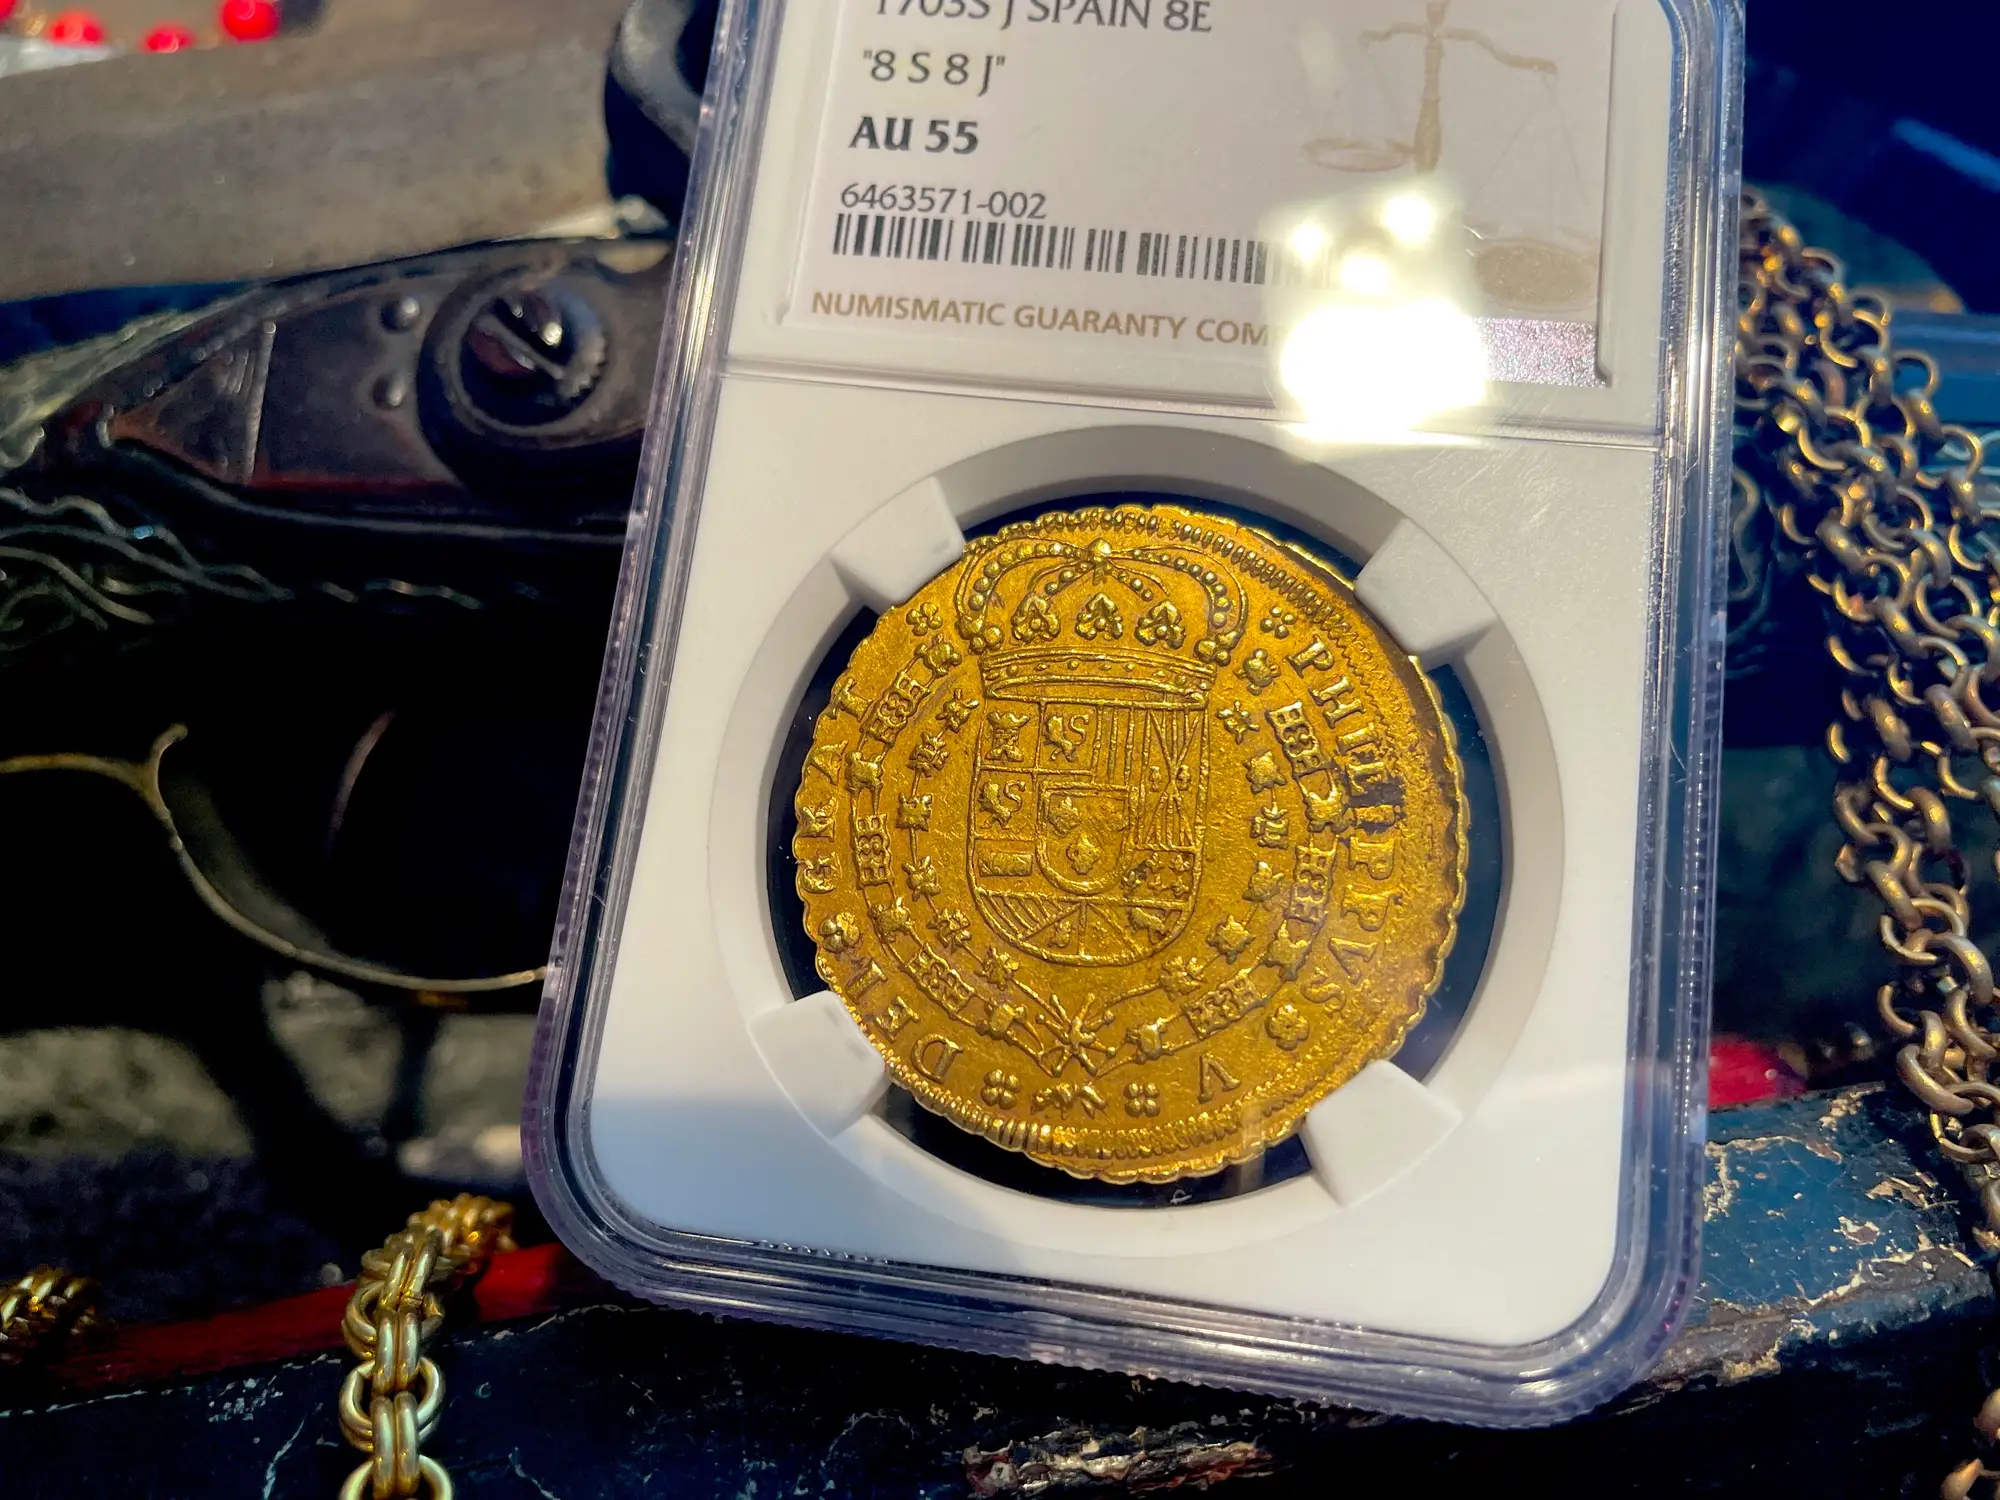 1703S J SPAIN 8E
"8 S 8 J"
AU 55
6463571-002
NUMISMATIC GUARANTY COM
PHILIPPVS V DEI GRAT